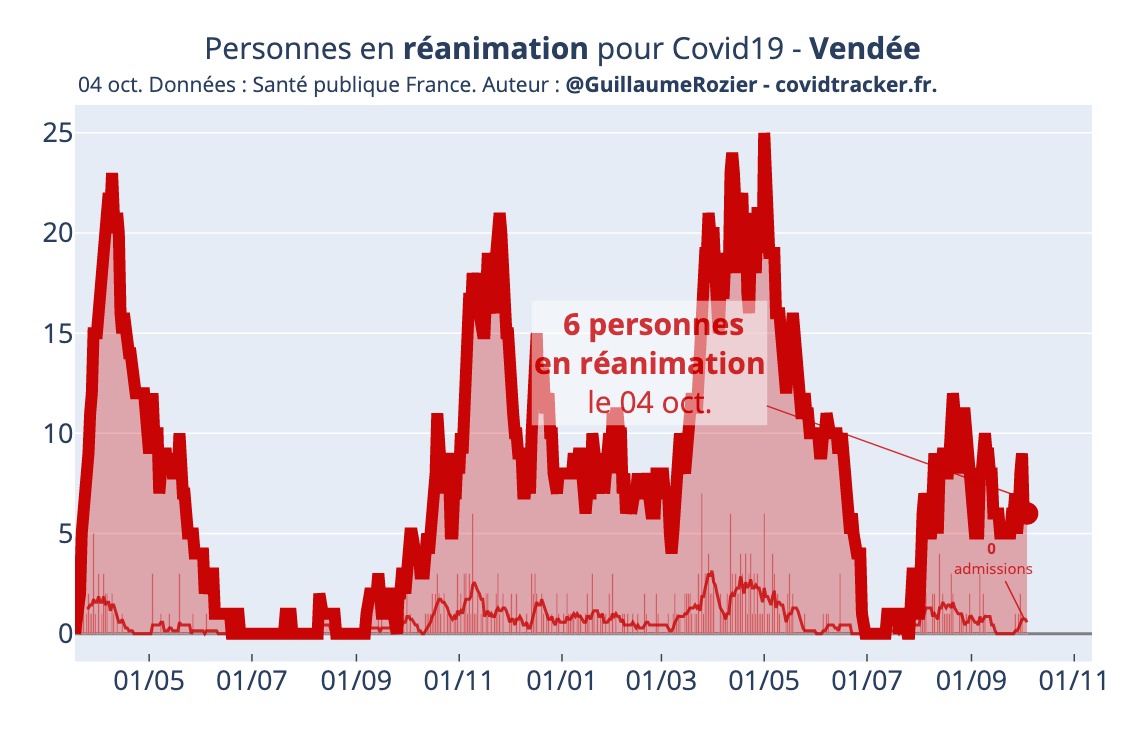 Personnes en réanimation pour Covid19 - Vendée
04 oct. Données : Santé publique France. Auteur : @GuillaumeRozier - covidtracker.fr.
25
20
15
10
5
0
6 personnes
en réanimation
le 04 oct.
0
admissions
01/05
01/07
01/09
01/11
01/01
01/03
01/05
01/07
01/09
01/11